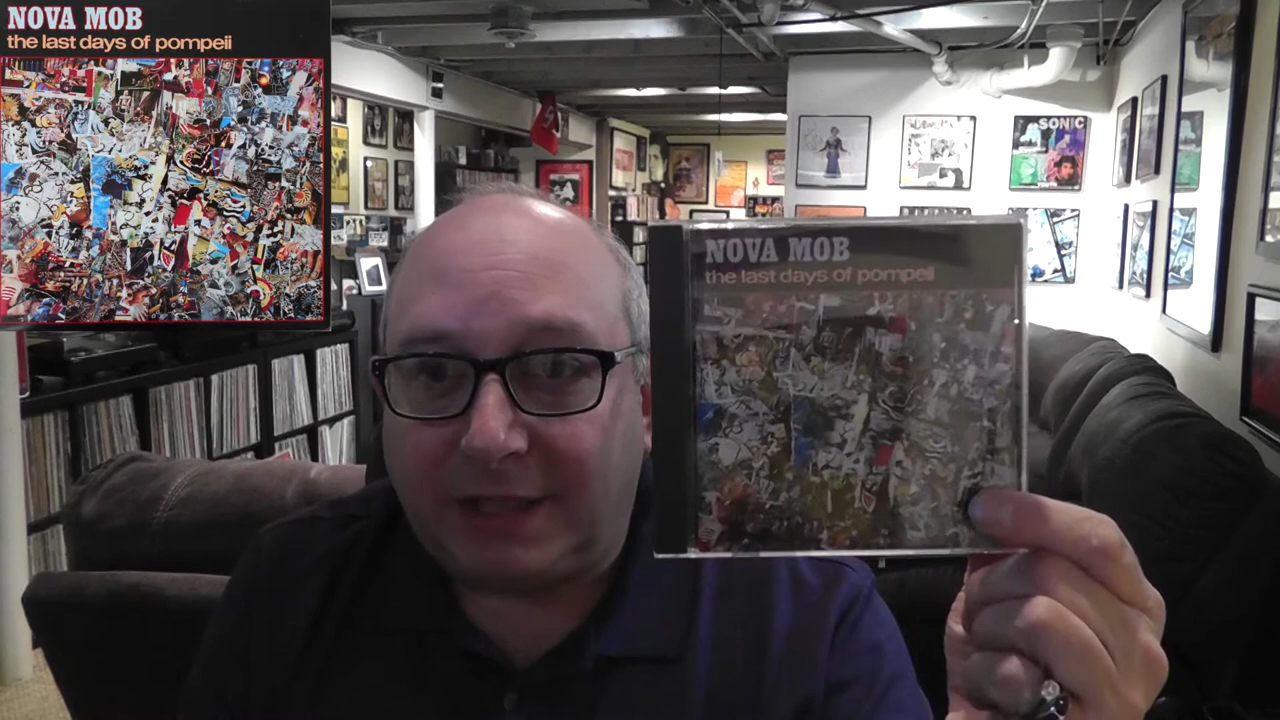 NOVA MOB
the last days of pompeii
SONIC
NOVA MOB
the last days of pompeii